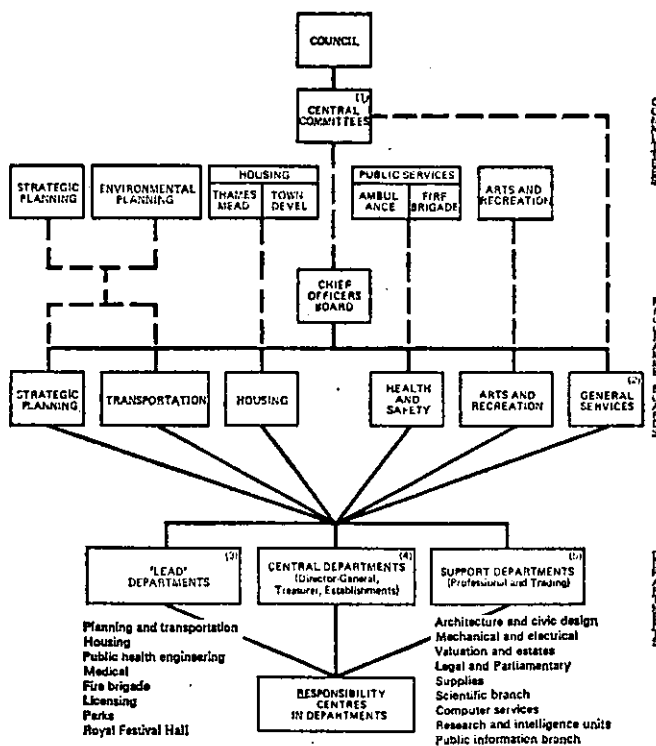 COUNCIL
(1)
CENTRAL
COMMITTEES
STRATEGIC
PLANNING
ENVIRONMENTAL
PLANNING
HOUSING
THAMES
MEAD
TOWN
DEVEL
PUBLIC SERVICES
AMBUL
ANCE
FIRE
BRIGADE
ARTS AND
RECREATION
CHIEF
OFFICERS
BOARD
STRATEGIC
PLANNING
TRANSPORTATION
HOUSING
HEALTH
AND
SAFETY
ARTS AND
RECREATION
(2)
GENERAL
SERVICES
(3)
'LEAD'
DEPARTMENTS
(4)
CENTRAL DEPARTMENTS
(Director-General,
Treasurer, Establishments)
(5)
SUPPORT DEPARTMENTS
(Professional and Trading)
Planning and transportation
Housing
Public health engineering
Medical
Fire brigade
Licensing
Parks
Royal Festival Hall
RESPONSIBILITY
CENTRES
IN DEPARTMENTS
Architecture and civic design
Mechanical and electrical
Valuation and estates
Legal and Parliamentary
Supplies
Scientific branch
Computer services
Research and intelligence units
Public information branch